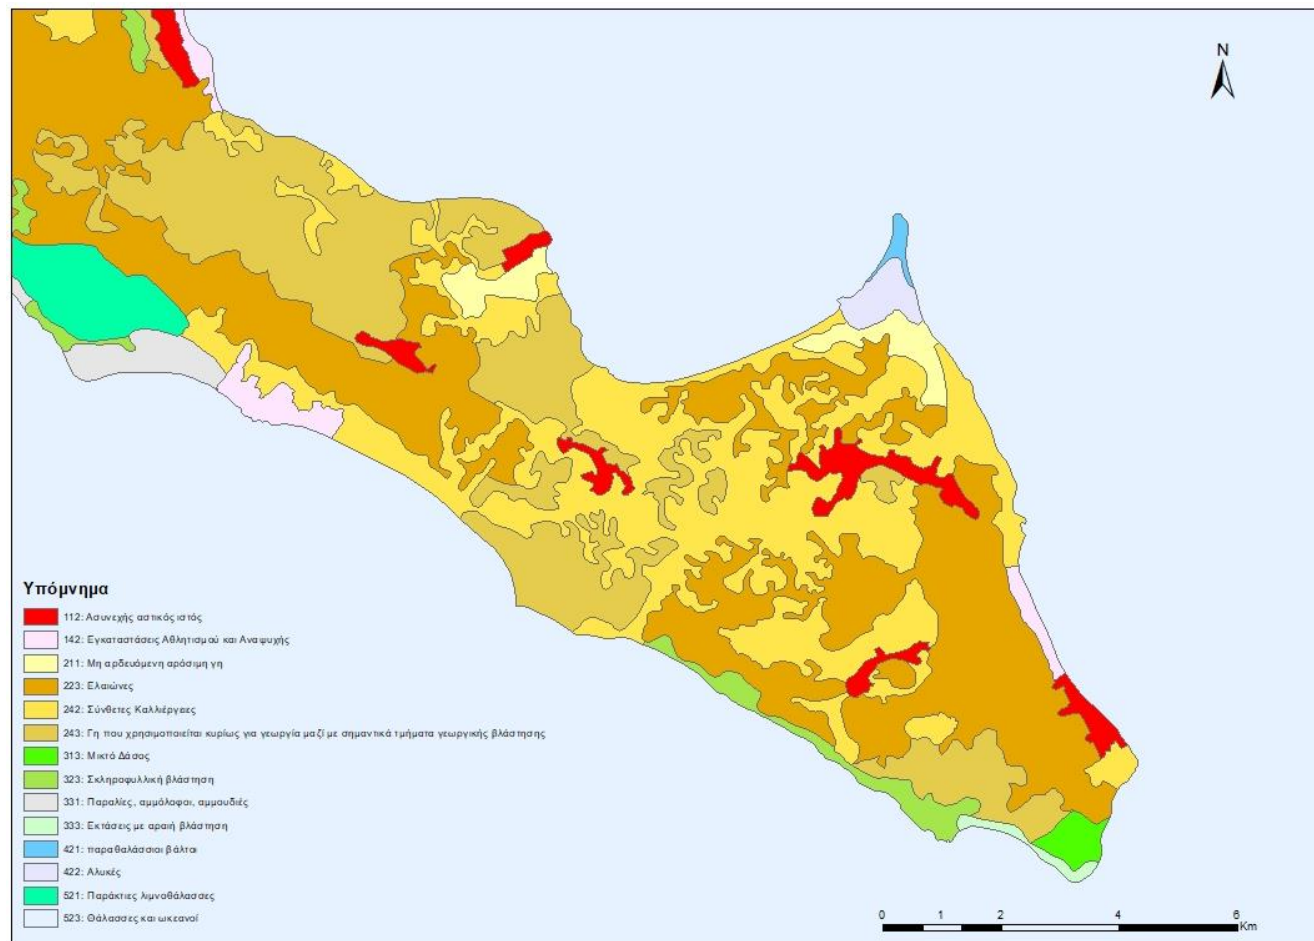 N
Υπόμνημα
112: Ασυνεχής αστικός ιστός
142: Εγκαταστάσεις Αθλητισμού και Αναψυχής
211: Μη αρδευόμενη αρόσιμη γη
223: Ελαιώνες
242: Σύνθετες Καλλιέργειες
243: Γη που χρησιμοποιείται κυρίως για γεωργία μαζί με σημαντικά τμήματα γεωργικής βλάστησης
313: Μικτό Δάσος
323: Σκληροφυλλική βλάστηση
331: Παραλίες, αμμόλοφοι, αμμουδιές
333: Εκτάσεις με αραιή βλάστηση
421: παραθαλάσσιοι βάλτοι
422: Αλυκές
521: Παράκτιες λιμνοθάλασσες
523: Θάλασσες και ωκεανοί
0 1 2 4 6
Km